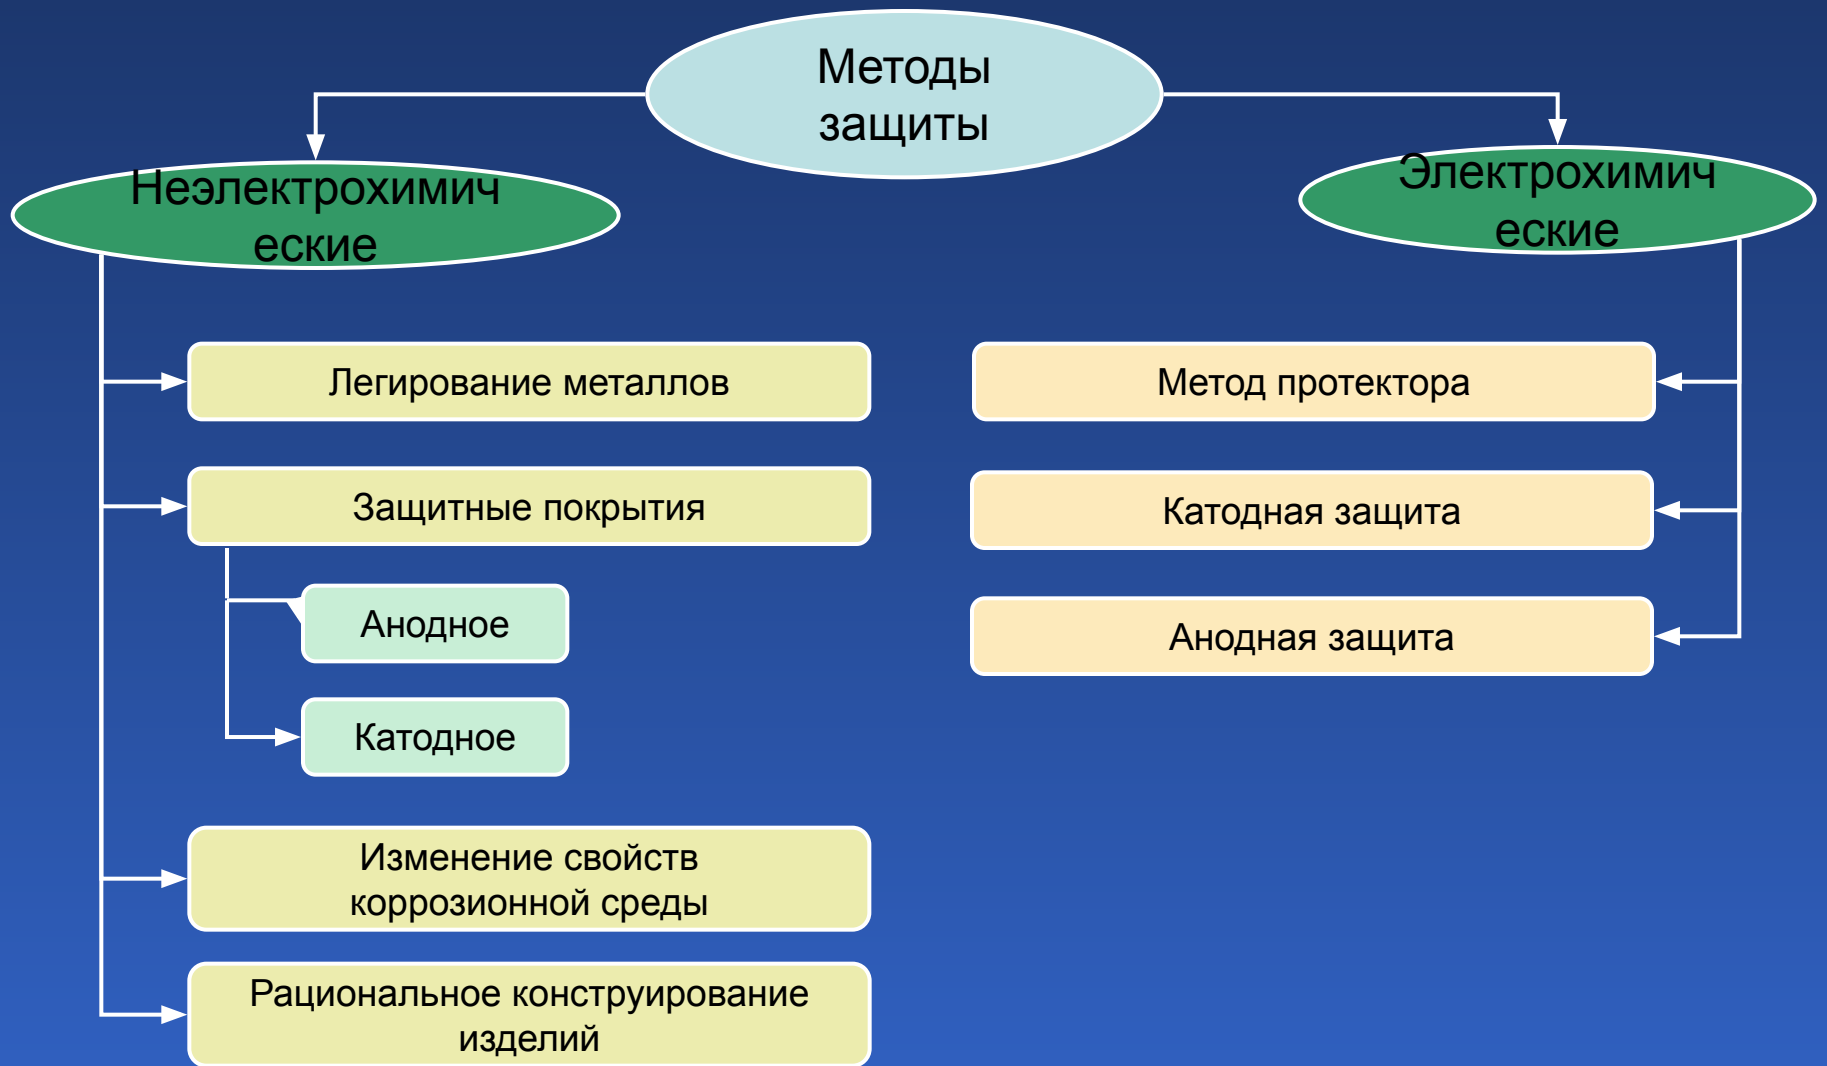 Методы
защиты
Неэлектрохимич
еские
Электрохимич
еские
Легирование металлов
Защитные покрытия
Анодное
Катодное
Изменение свойств
коррозионной среды
Рациональное конструирование
изделий
Метод протектора
Катодная защита
Анодная защита